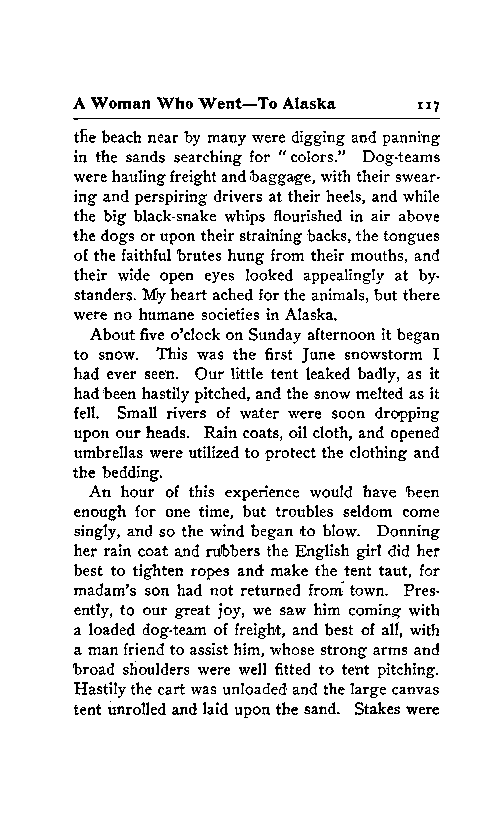 A Woman Who Went—To Alaska 117
the beach near by many were digging and panning
in the sands searching for "colors." Dog-teams
were hauling freight and baggage, with their swear-
ing and perspiring drivers at their heels, and while
the big black-snake whips flourished in air above
the dogs or upon their straining backs, the tongues
of the faithful brutes hung from their mouths, and
their wide open eyes looked appealingly at by-
standers. My heart ached for the animals, but there
were no humane societies in Alaska.
About five o'clock on Sunday afternoon it began
to snow. This was the first June snowstorm I
had ever seen. Our little tent leaked badly, as it
had been hastily pitched, and the snow melted as it
fell. Small rivers of water were soon dropping
upon our heads. Rain coats, oil cloth, and opened
umbrellas were utilized to protect the clothing and
the bedding.
An hour of this experience would have been
enough for one time, but troubles seldom come
singly, and so the wind began to blow. Donning
her rain coat and rubbers the English girl did her
best to tighten ropes and make the tent taut, for
madam's son had not returned from town. Pres-
ently, to our great joy, we saw him coming with
a loaded dog-team of freight, and best of all, with
a man friend to assist him, whose strong arms and
broad shoulders were well fitted to tent pitching.
Hastily the cart was unloaded and the large canvas
tent unrolled and laid upon the sand. Stakes were